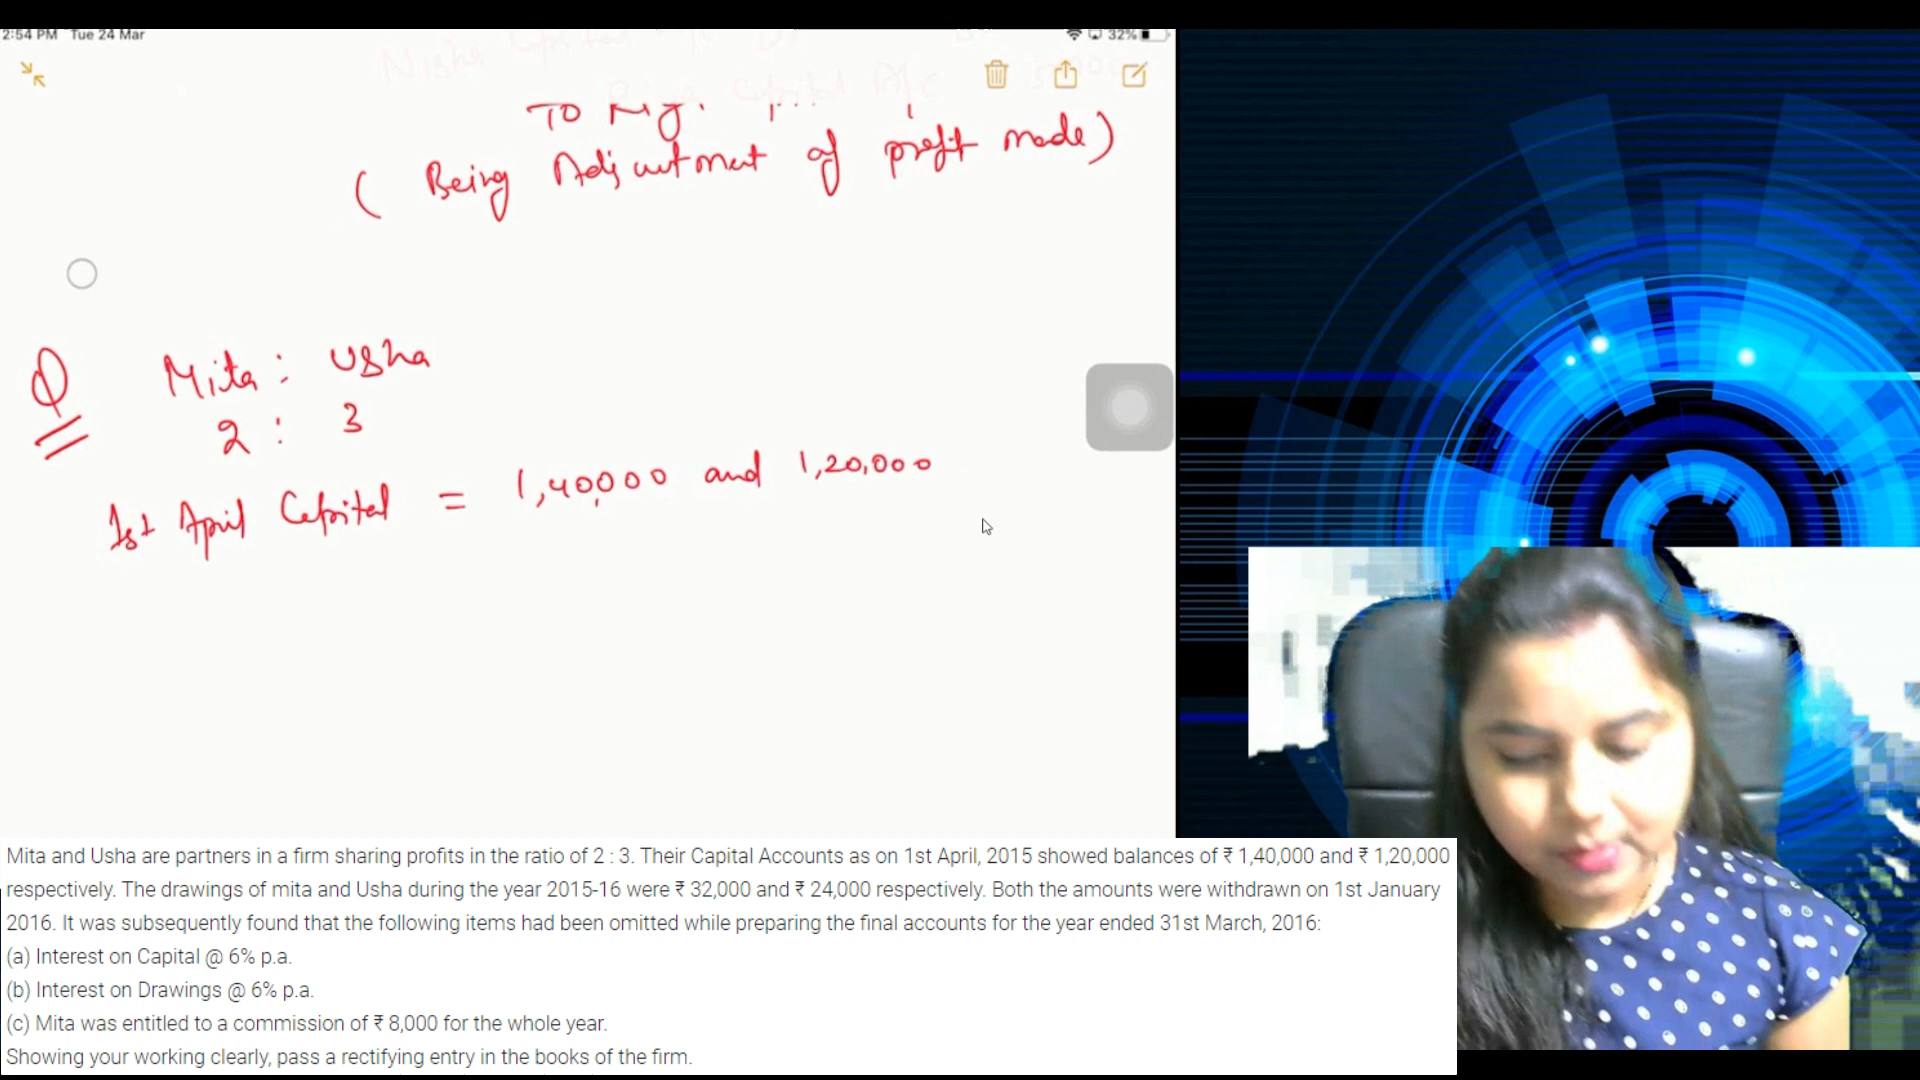 2:54 PM Tue 24 Mar
32%
Nisha Capital
Capital A/c
To
( Being Adjustment of profit made )
Q Mita : Usha
2 : 3
1st April Capital = 1,40,000 and 1,20,000
Mita and Usha are partners in a firm sharing profits in the ratio of 2 : 3. Their Capital Accounts as on 1st April, 2015 showed balances of ₹ 1,40,000 and ₹ 1,20,000
respectively. The drawings of mita and Usha during the year 2015-16 were ₹ 32,000 and ₹ 24,000 respectively. Both the amounts were withdrawn on 1st January
2016. It was subsequently found that the following items had been omitted while preparing the final accounts for the year ended 31st March, 2016:
(a) Interest on Capital @ 6% p.a.
(b) Interest on Drawings @ 6% p.a.
(c) Mita was entitled to a commission of ₹ 8,000 for the whole year.
Showing your working clearly, pass a rectifying entry in the books of the firm.